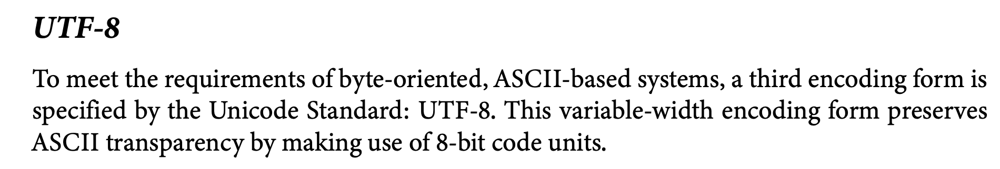 UTF-8
To meet the requirements of byte-oriented, ASCII-based systems, a third encoding form is
specified by the Unicode Standard: UTF-8. This variable-width encoding form preserves
ASCII transparency by making use of 8-bit code units.